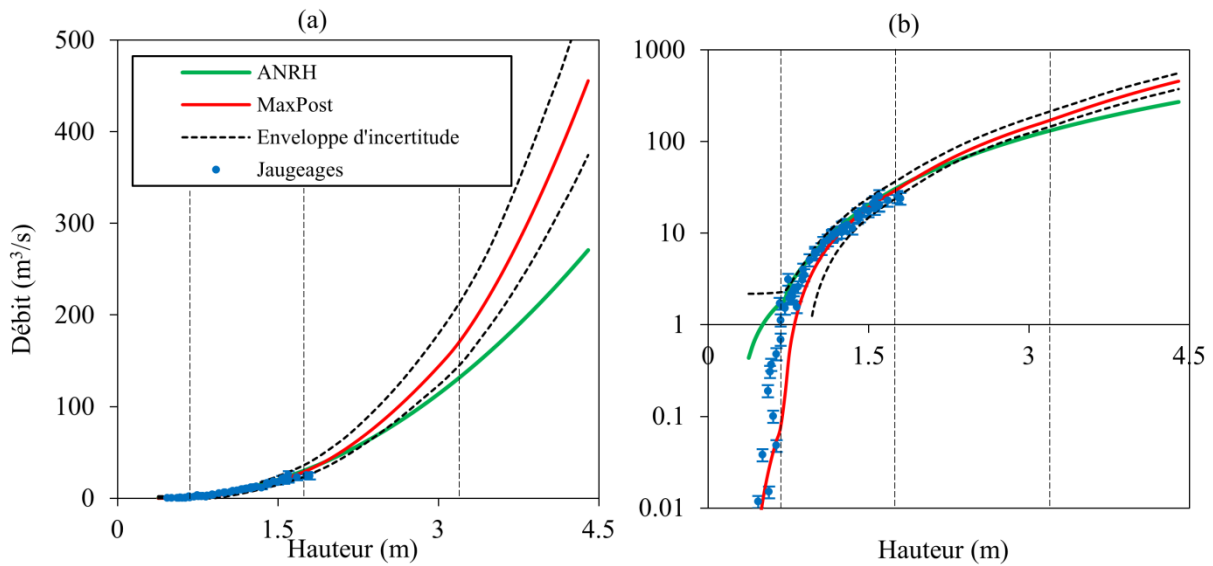 (a)
500
400
300
200
100
0
0
1.5
3
4.5
Débit (m³/s)
Hauteur (m)
ANRH
MaxPost
Enveloppe d'incertitude
Jaugeages
(b)
1000
100
10
1
0.1
0.01
0
1.5
3
4.5
Hauteur (m)